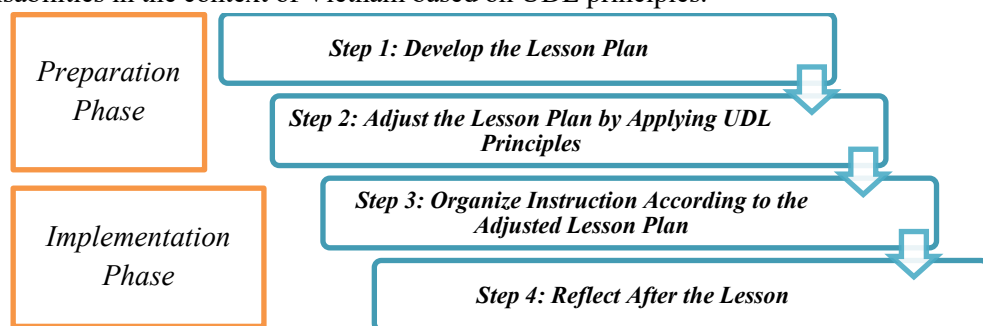 sabilities in the context of Vietnam based on UDL principles.
Preparation
Phase
Step 1: Develop the Lesson Plan
Step 2: Adjust the Lesson Plan by Applying UDL
Principles
Implementation
Phase
Step 3: Organize Instruction According to the
Adjusted Lesson Plan
Step 4: Reflect After the Lesson